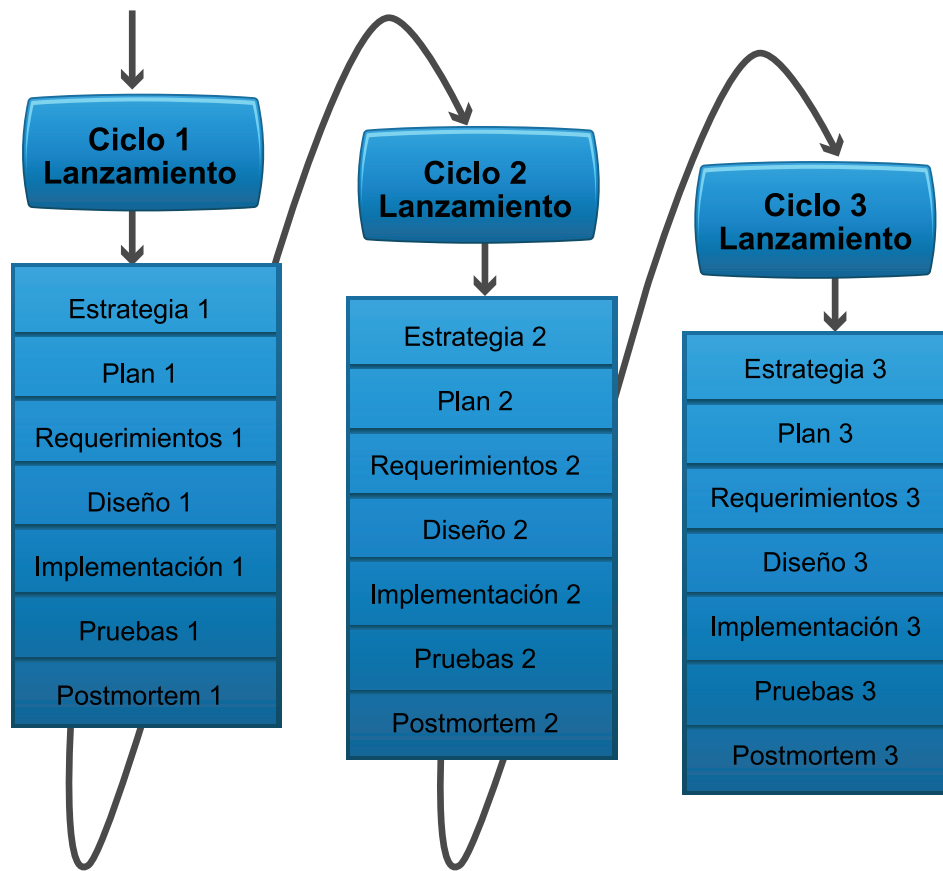 Ciclo 1
Lanzamiento
Estrategia 1
Plan 1
Requerimientos 1
Diseño 1
Implementación 1
Pruebas 1
Postmortem 1
Ciclo 2
Lanzamiento
Estrategia 2
Plan 2
Requerimientos 2
Diseño 2
Implementación 2
Pruebas 2
Postmortem 2
Ciclo 3
Lanzamiento
Estrategia 3
Plan 3
Requerimientos 3
Diseño 3
Implementación 3
Pruebas 3
Postmortem 3